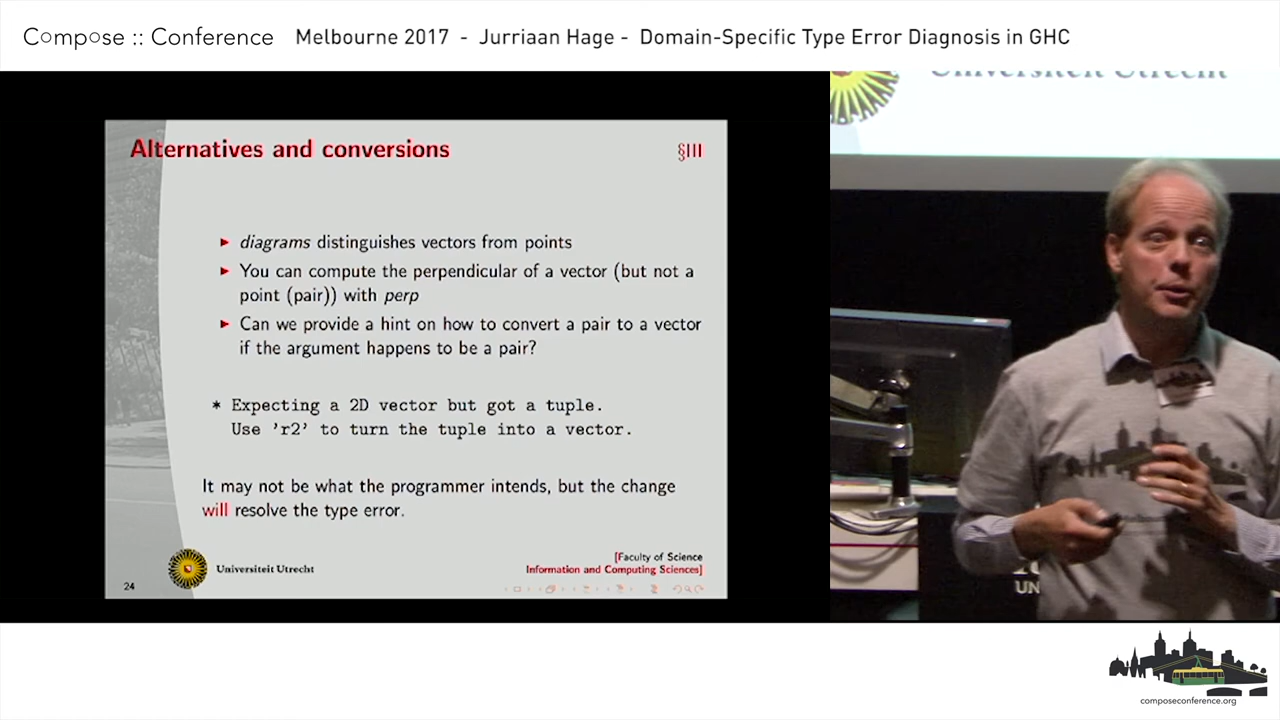 Compose :: Conference Melbourne 2017 - Jurriaan Hage - Domain-Specific Type Error Diagnosis in GHC
Universiteit Utrecht
Alternatives and conversions §III
▶ diagrams distinguishes vectors from points
▶ You can compute the perpendicular of a vector (but not a
point (pair)) with perp
▶ Can we provide a hint on how to convert a pair to a vector
if the argument happens to be a pair?
* Expecting a 2D vector but got a tuple.
Use 'r2' to turn the tuple into a vector.
It may not be what the programmer intends, but the change
will resolve the type error.
[Faculty of Science
Universiteit Utrecht Information and Computing Sciences]
24
UN
composeconference.org